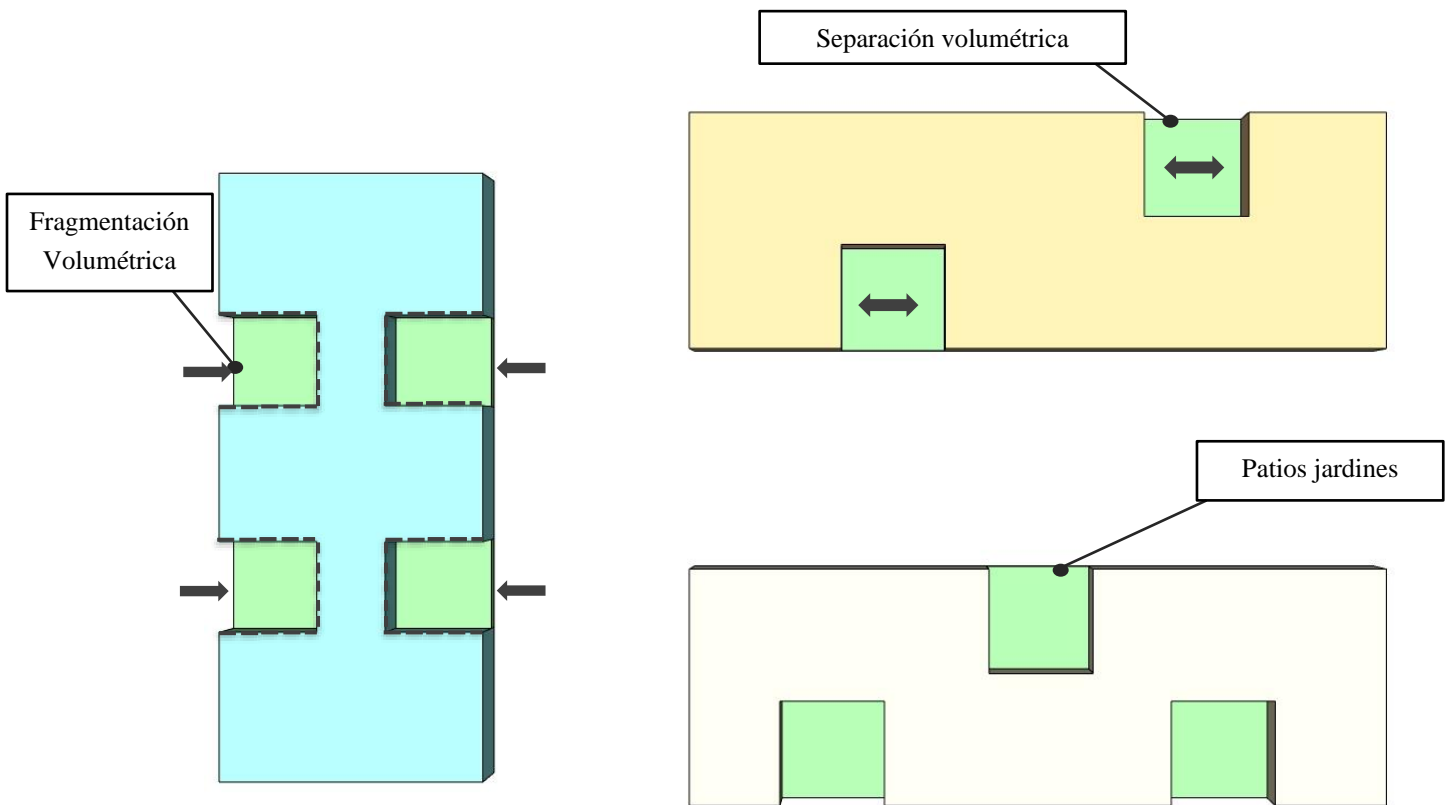 Separación volumétrica
Fragmentación
Volumétrica
Patios jardines